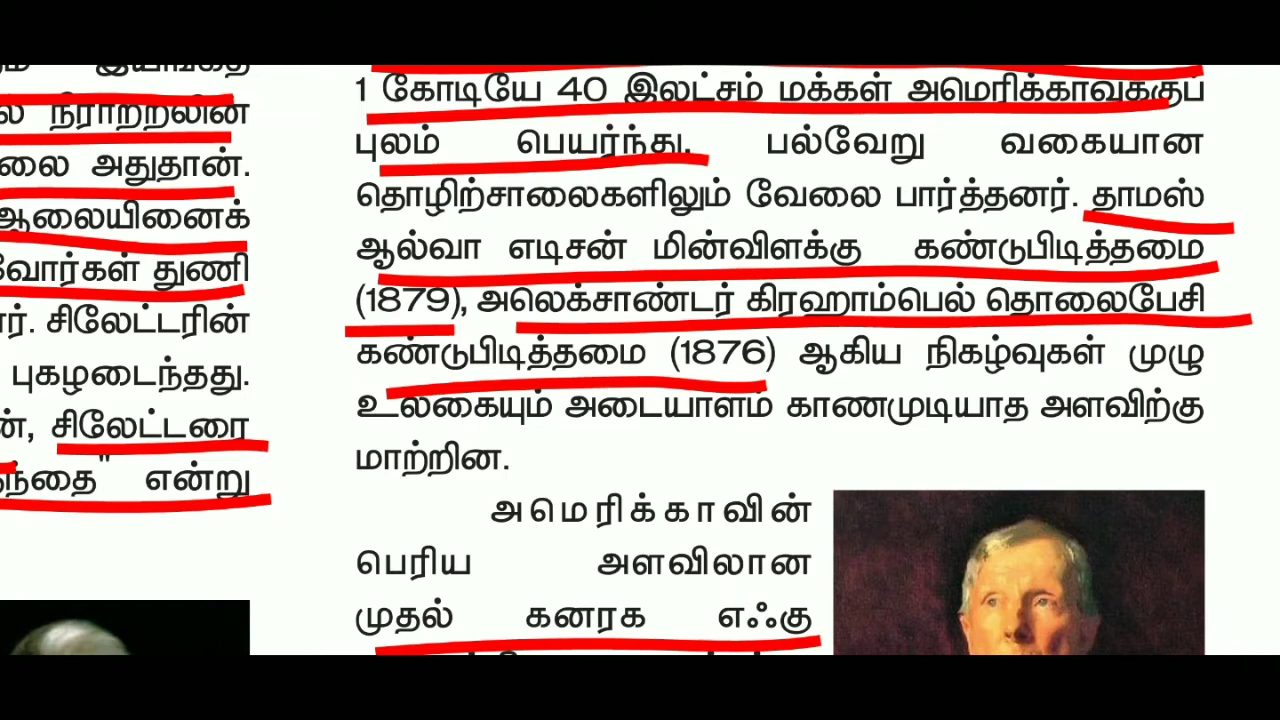 நிராற்றலின்
லை அதுதான்.
ஆலையினைக்
வோர்கள் துணி
ர். சிலேட்டரின்
புகழடைந்தது.
ன், சிலேட்டரை
ந்தை" என்று
1 கோடியே 40 இலட்சம் மக்கள் அமெரிக்காவுக்குப்
புலம் பெயர்ந்து. பல்வேறு வகையான
தொழிற்சாலைகளிலும் வேலை பார்த்தனர். தாமஸ்
ஆல்வா எடிசன் மின்விளக்கு கண்டுபிடித்தமை
(1879), அலெக்சாண்டர் கிரஹாம்பெல் தொலைபேசி
கண்டுபிடித்தமை (1876) ஆகிய நிகழ்வுகள் முழு
உலகையும் அடையாளம் காணமுடியாத அளவிற்கு
மாற்றின.
அமெரிக்காவின்
பெரிய அளவிலான
முதல் கனரக எஃகு